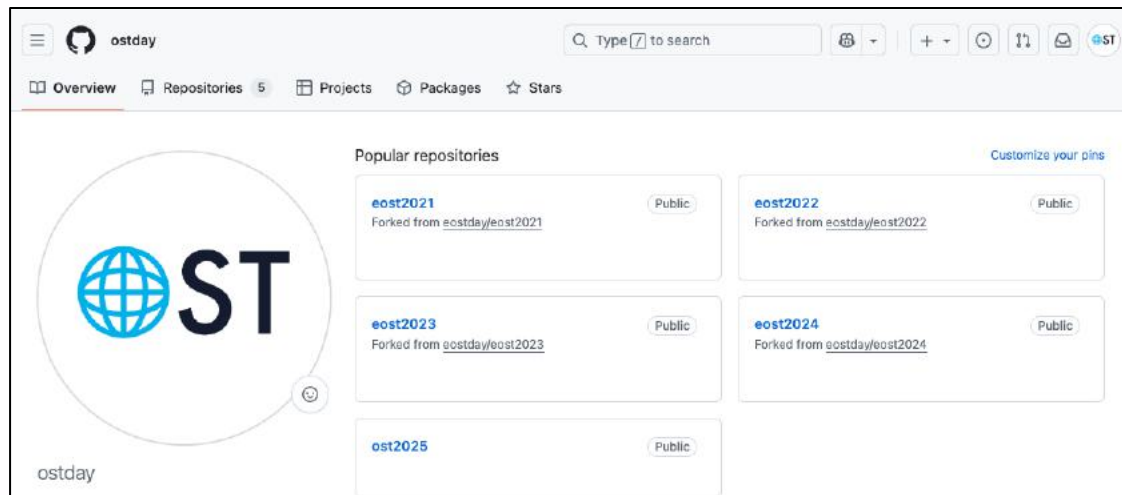 ostday
Type / to search
ST
Overview
Repositories 5
Projects
Packages
Stars
Popular repositories
Customize your pins
eost2021
Public
Forked from eostday/eost2021
eost2022
Public
Forked from eostday/eost2022
eost2023
Public
Forked from eostday/eost2023
eost2024
Public
Forked from eostday/eost2024
ost2025
Public
ST
ostday